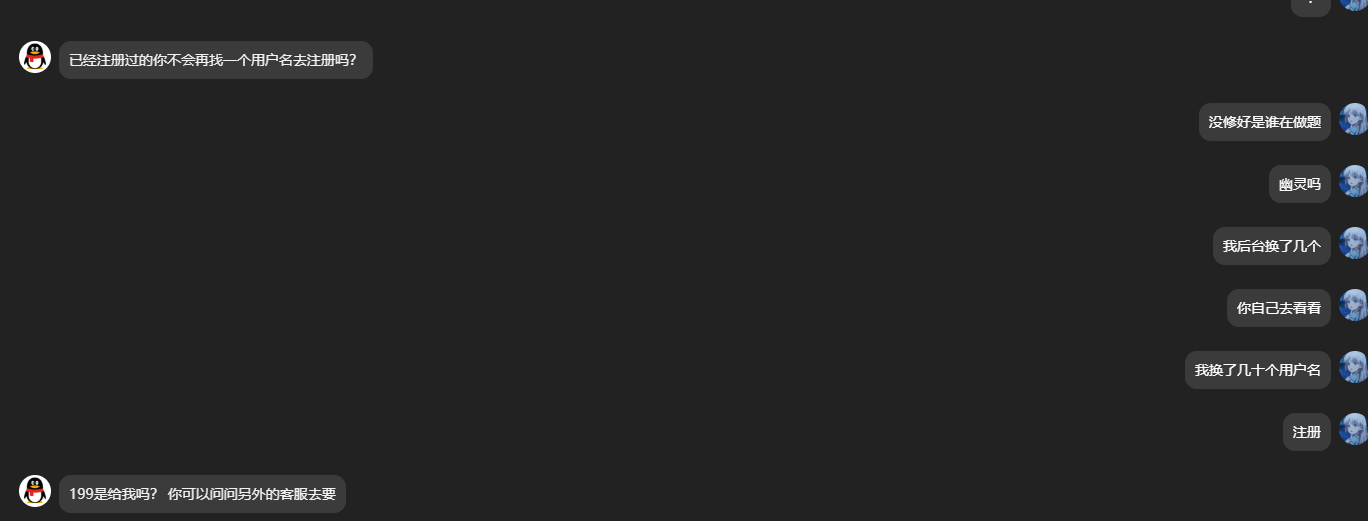 已经注册过的你不会再找一个用户名去注册吗?
没修好是谁在做题
幽灵吗
我后台换了几个
你自己去看看
我换了几十个用户名
注册
199是给我吗? 你可以问问另外的客服去要